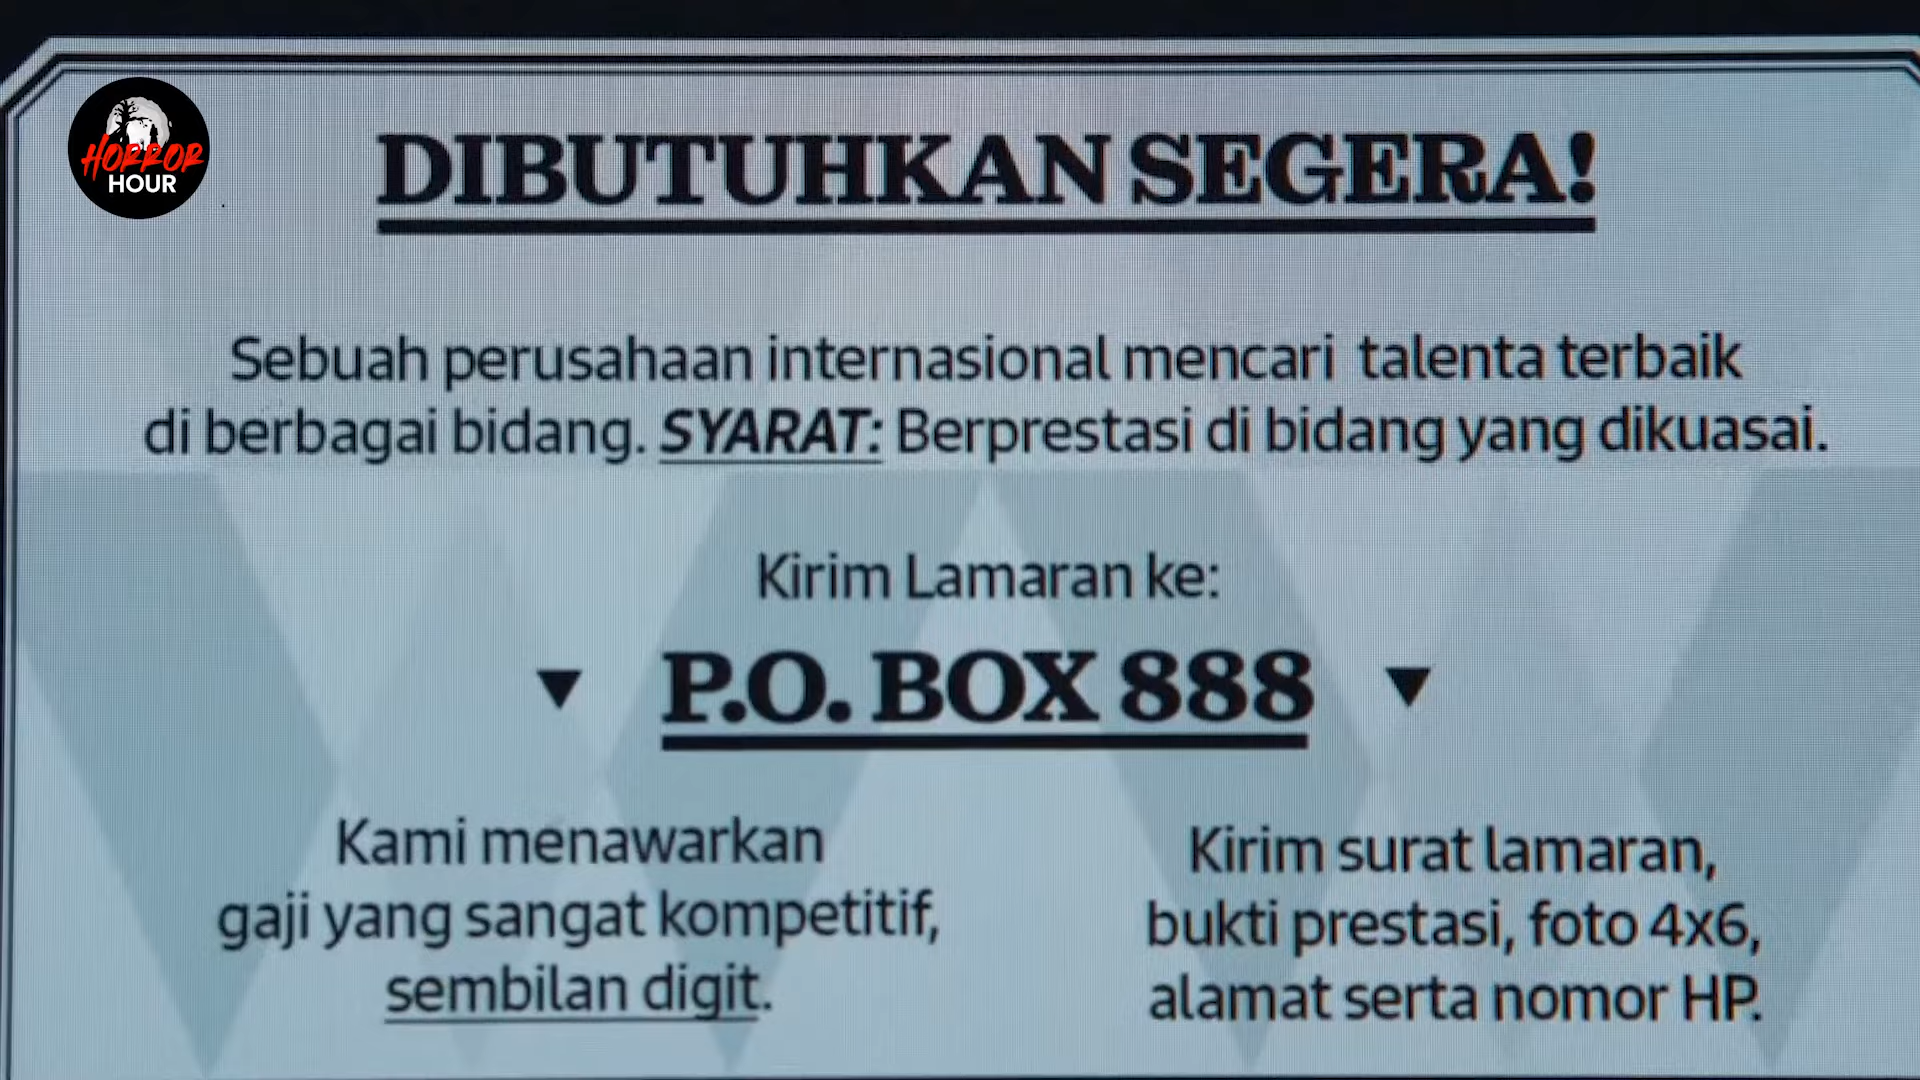 HORROR
HOUR
DIBUTUHKAN SEGERA!
Sebuah perusahaan internasional mencari talenta terbaik
di berbagai bidang. SYARAT: Berprestasi di bidang yang dikuasai.
Kirim Lamaran ke:
P.O. BOX 888
Kami menawarkan
gaji yang sangat kompetitif,
sembilan digit.
Kirim surat lamaran,
bukti prestasi, foto 4x6,
alamat serta nomor HP.